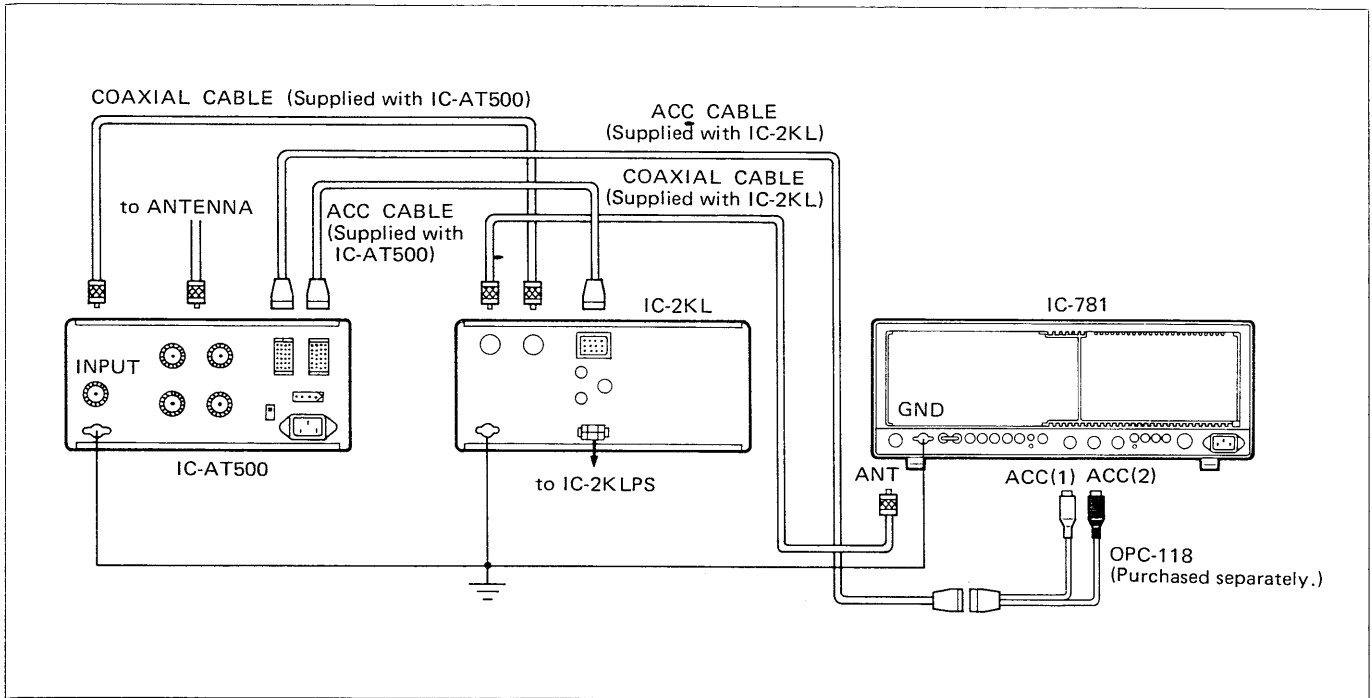 COAXIAL CABLE (Supplied with IC-AT500)
ACC CABLE
(Supplied with IC-2KL)
COAXIAL CABLE
(Supplied with IC-2KL)
to ANTENNA
ACC CABLE
(Supplied with
IC-AT500)
IC-2KL
IC-781
INPUT
GND
IC-AT500
to IC-2KLPS
ANT
ACC(1)
ACC(2)
OPC-118
(Purchased separately.)